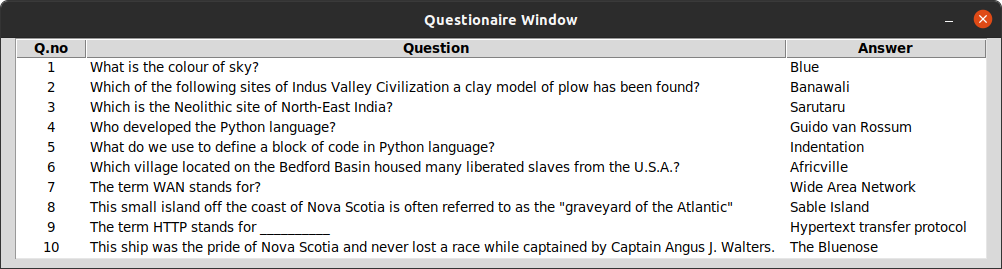 Questionaire Window
Q.no Question Answer
1 What is the colour of sky? Blue
2 Which of the following sites of Indus Valley Civilization a clay model of plow has been found? Banawali
3 Which is the Neolithic site of North-East India? Sarutaru
4 Who developed the Python language? Guido van Rossum
5 What do we use to define a block of code in Python language? Indentation
6 Which village located on the Bedford Basin housed many liberated slaves from the U.S.A.? Africville
7 The term WAN stands for? Wide Area Network
8 This small island off the coast of Nova Scotia is often referred to as the "graveyard of the Atlantic" Sable Island
9 The term HTTP stands for __________ Hypertext transfer protocol
10 This ship was the pride of Nova Scotia and never lost a race while captained by Captain Angus J. Walters. The Bluenose